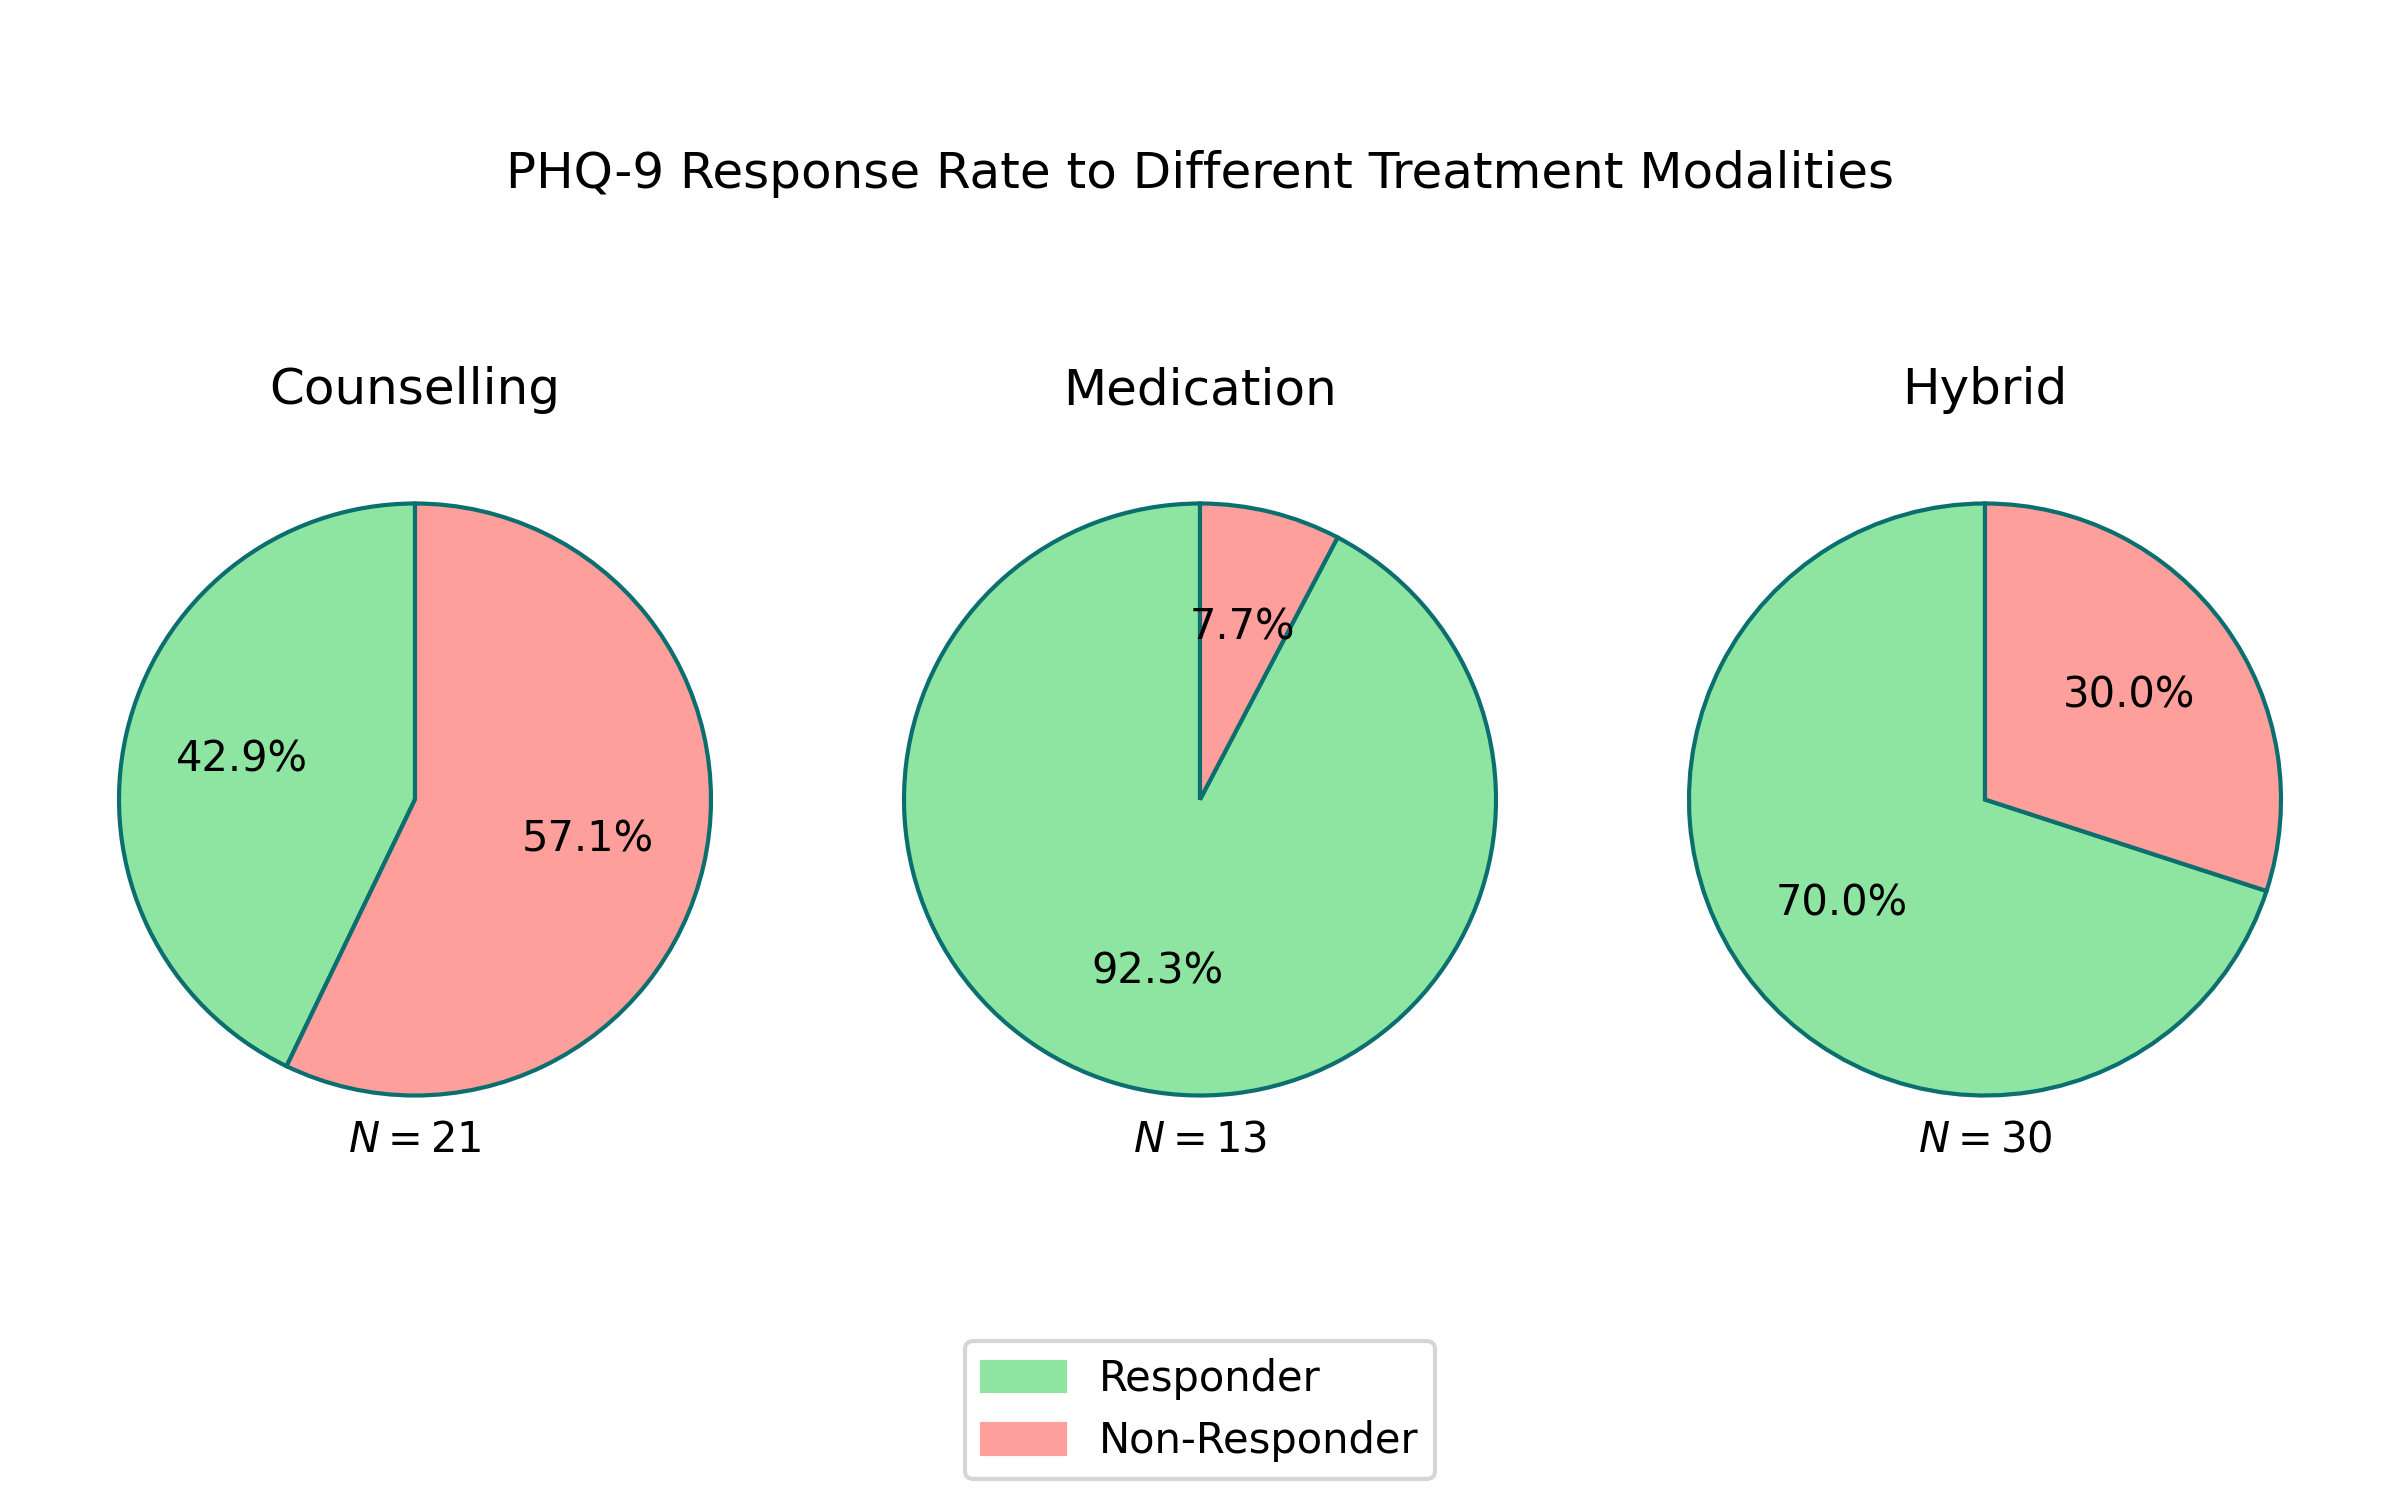 PHQ-9 Response Rate to Different Treatment Modalities
Counselling
Medication
Hybrid
42.9%
57.1%
7.7%
92.3%
30.0%
70.0%
N = 21
N = 13
N = 30
Responder
Non-Responder